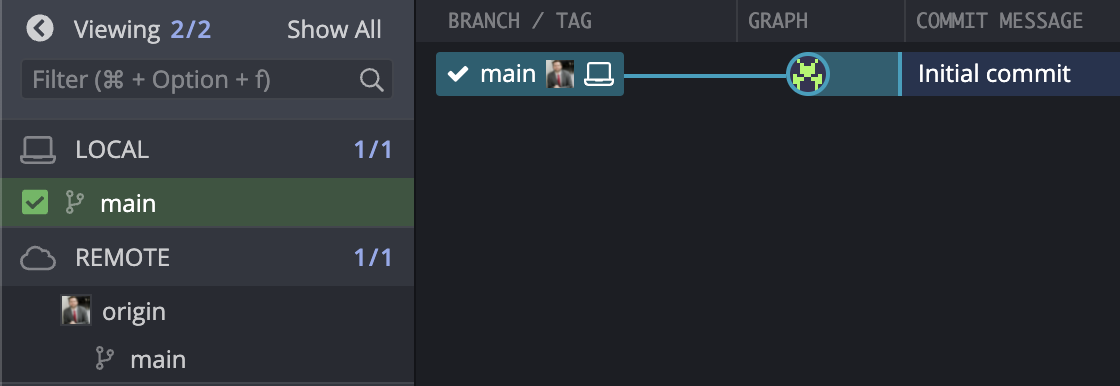 Viewing 2/2 Show All
Filter (⌘ + Option + f)
LOCAL 1/1
main
REMOTE 1/1
origin
main
BRANCH / TAG GRAPH COMMIT MESSAGE
main Initial commit